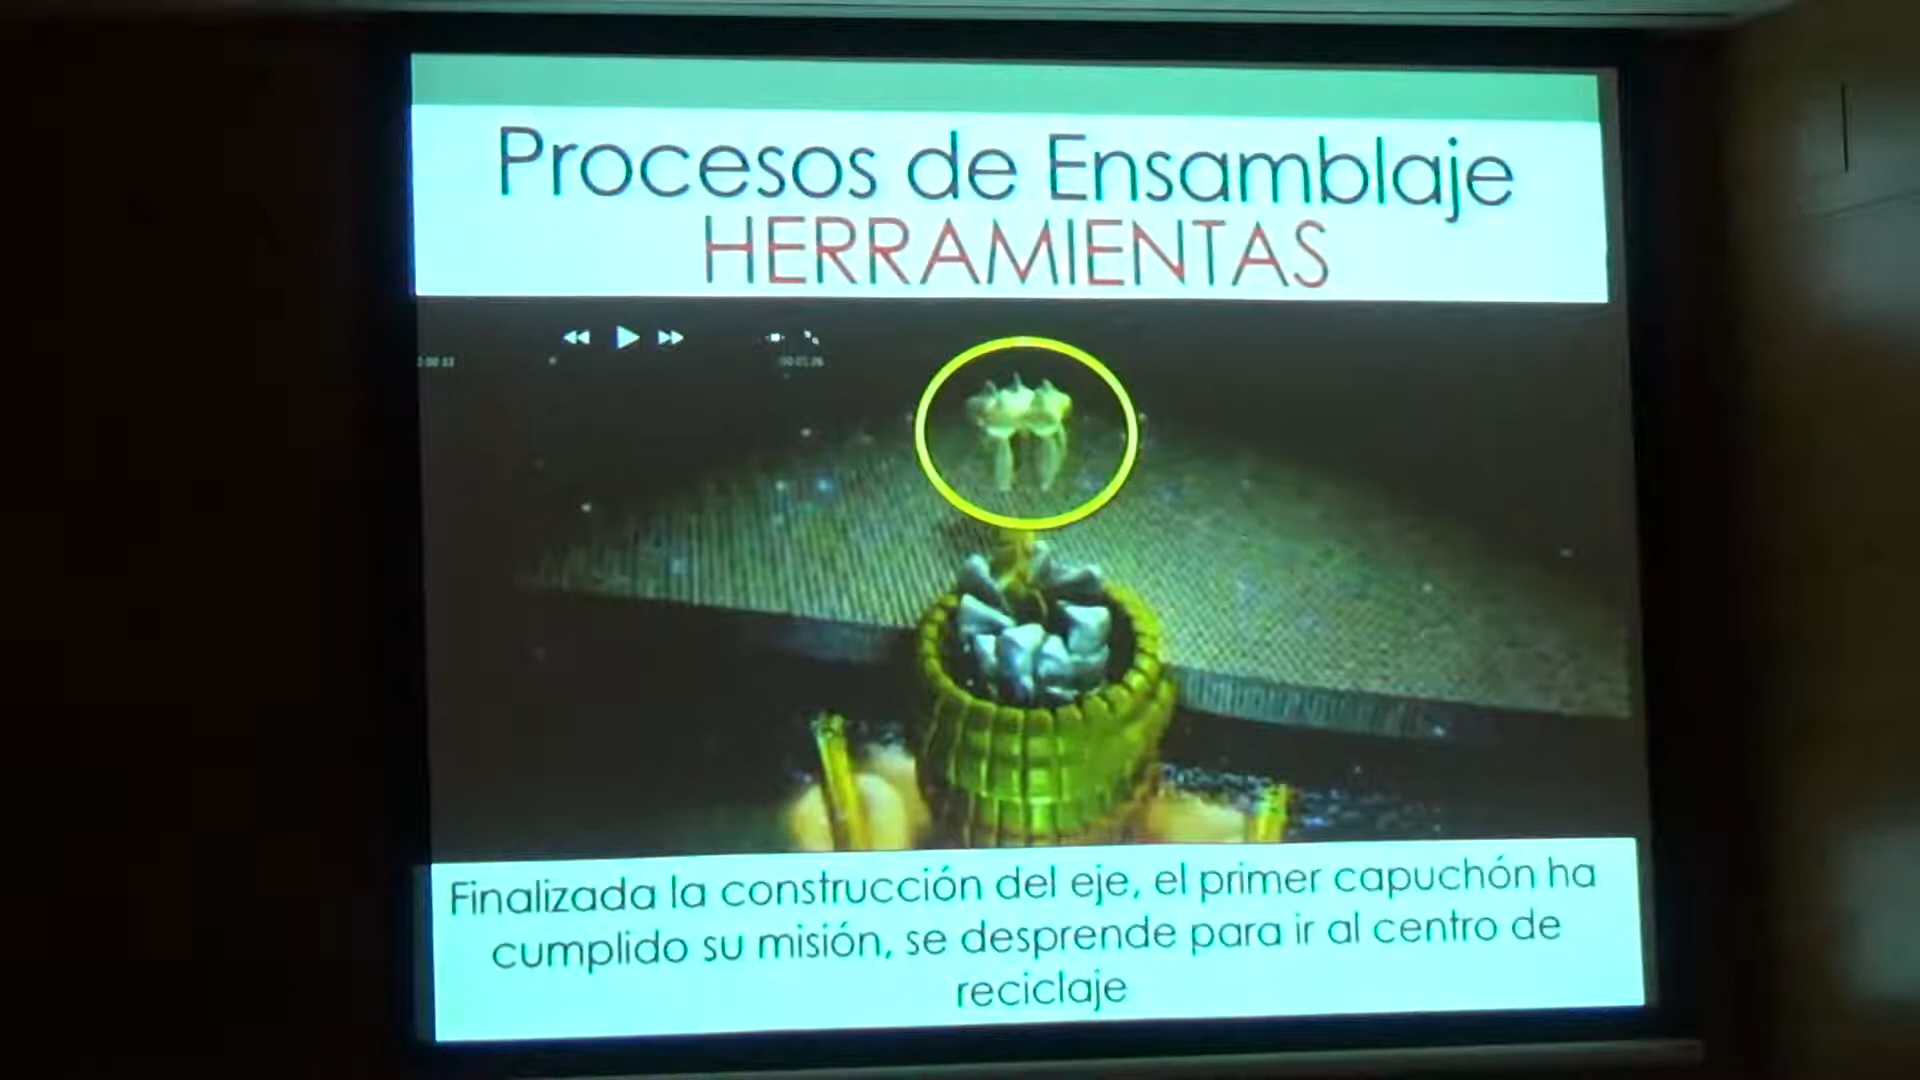 Procesos de Ensamblaje
HERRAMIENTAS
Finalizada la construcción del eje, el primer capuchón ha
cumplido su misión, se desprende para ir al centro de
reciclaje